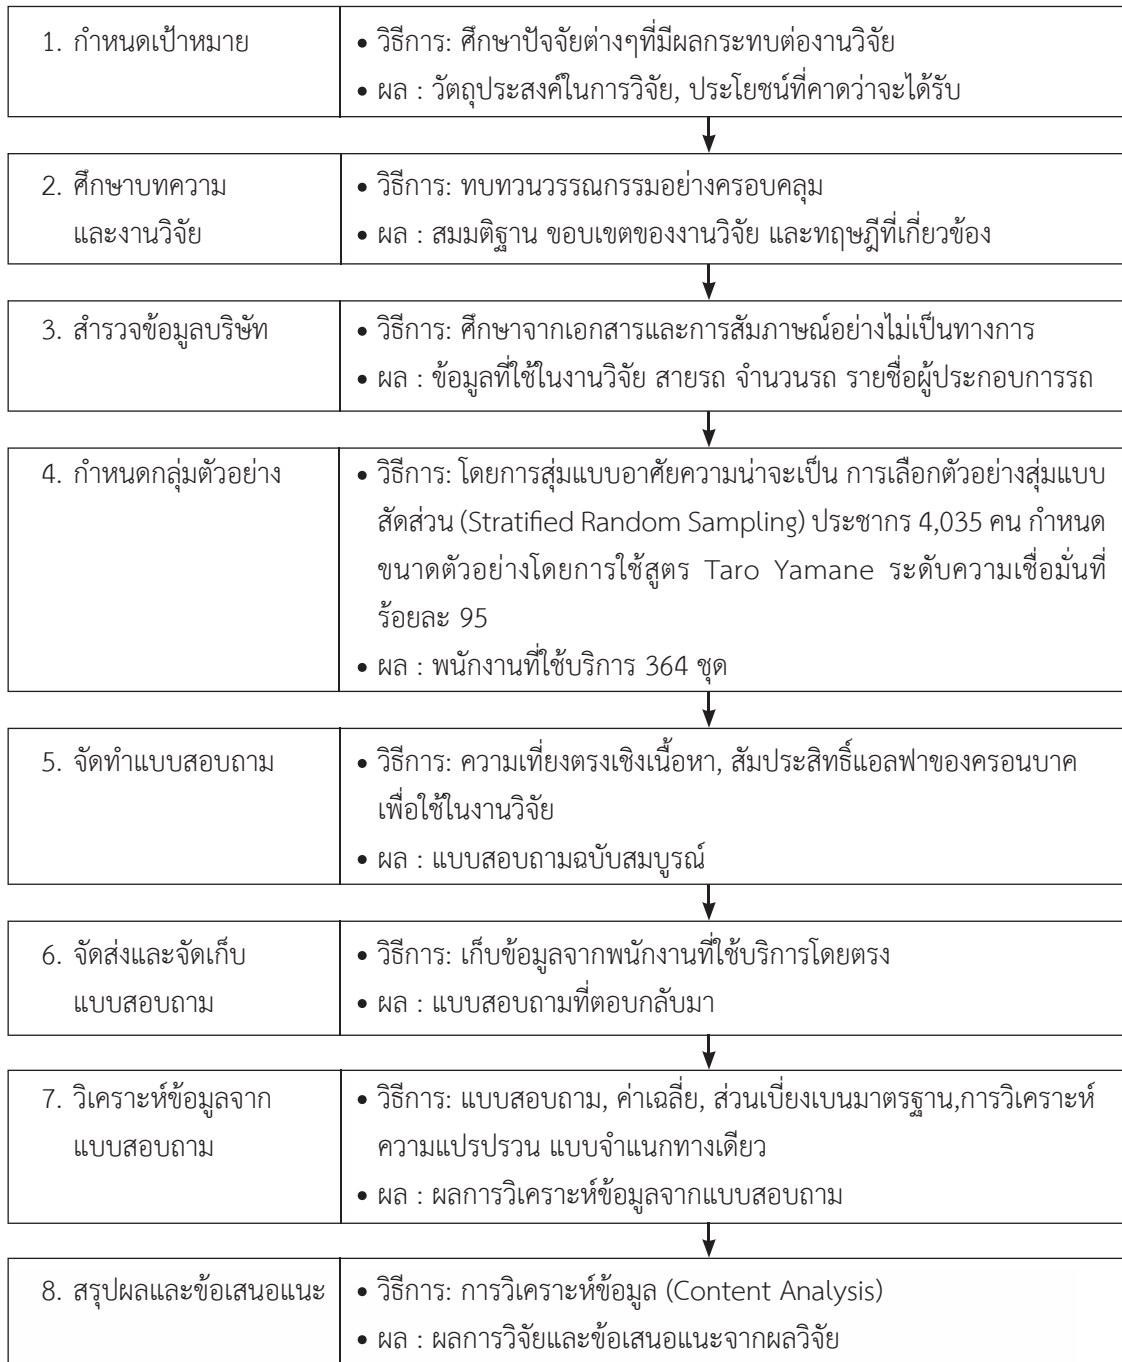 1. กำหนดเป้าหมาย
• วิธีการ: ศึกษาปัจจัยต่างๆที่มีผลกระทบต่องานวิจัย
• ผล : วัตถุประสงค์ในการวิจัย, ประโยชน์ที่คาดว่าจะได้รับ
2. ศึกษาบทความ
และงานวิจัย
• วิธีการ: ทบทวนวรรณกรรมอย่างครอบคลุม
• ผล : สมมติฐาน ขอบเขตของงานวิจัย และทฤษฎีที่เกี่ยวข้อง
3. สำรวจข้อมูลบริษัท
• วิธีการ: ศึกษาจากเอกสารและการสัมภาษณ์อย่างไม่เป็นทางการ
• ผล : ข้อมูลที่ใช้ในงานวิจัย สายรถ จำนวนรถ รายชื่อผู้ประกอบการรถ
4. กำหนดกลุ่มตัวอย่าง
• วิธีการ: โดยการสุ่มแบบอาศัยความน่าจะเป็น การเลือกตัวอย่างสุ่มแบบ
สัดส่วน (Stratified Random Sampling) ประชากร 4,035 คน กำหนด
ขนาดตัวอย่างโดยการใช้สูตร Taro Yamane ระดับความเชื่อมั่นที่
ร้อยละ 95
• ผล : พนักงานที่ใช้บริการ 364 ชุด
5. จัดทำแบบสอบถาม
• วิธีการ: ความเที่ยงตรงเชิงเนื้อหา, สัมประสิทธิ์แอลฟาของครอนบาค
เพื่อใช้ในงานวิจัย
• ผล : แบบสอบถามฉบับสมบูรณ์
6. จัดส่งและจัดเก็บ
แบบสอบถาม
• วิธีการ: เก็บข้อมูลจากพนักงานที่ใช้บริการโดยตรง
• ผล : แบบสอบถามที่ตอบกลับมา
7. วิเคราะห์ข้อมูลจาก
แบบสอบถาม
• วิธีการ: แบบสอบถาม, ค่าเฉลี่ย, ส่วนเบี่ยงเบนมาตรฐาน,การวิเคราะห์
ความแปรปรวน แบบจำแนกทางเดียว
• ผล : ผลการวิเคราะห์ข้อมูลจากแบบสอบถาม
8. สรุปผลและข้อเสนอแนะ
• วิธีการ: การวิเคราะห์ข้อมูล (Content Analysis)
• ผล : ผลการวิจัยและข้อเสนอแนะจากผลวิจัย